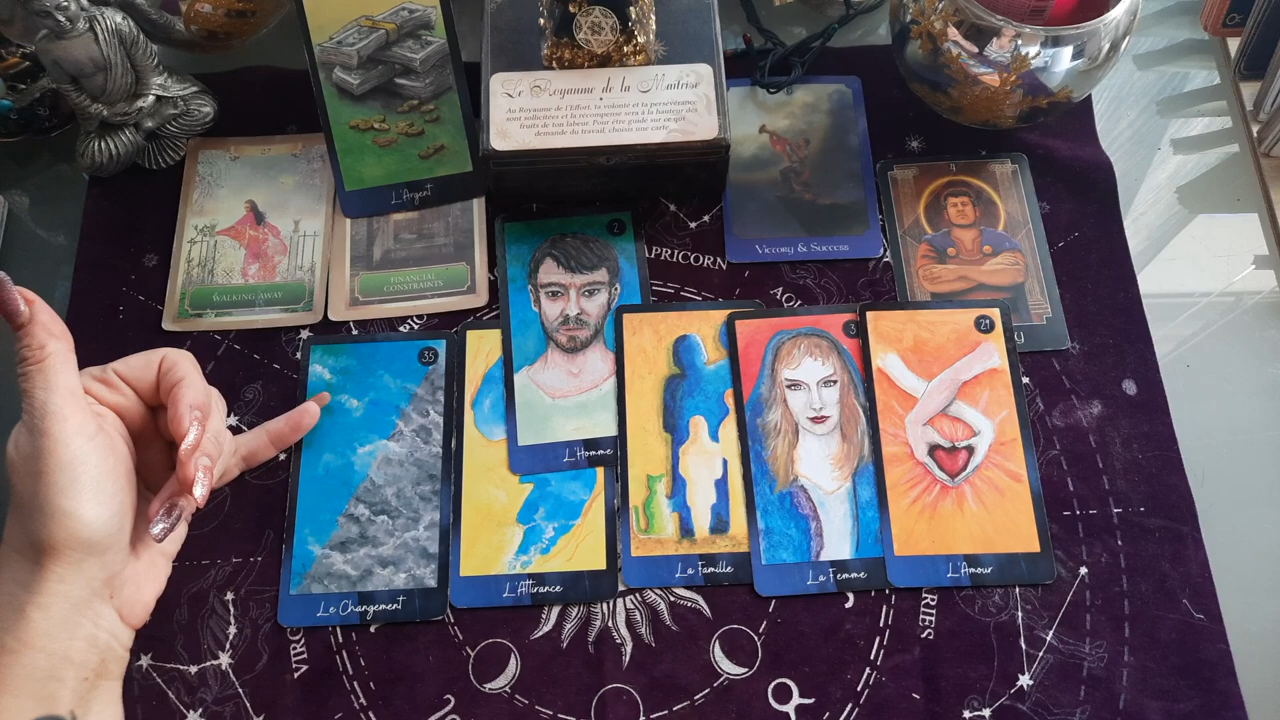 L'Argent
Le Royaume de la Maîtrise
Au Royaume de l'Effort, ta volonté et ta persévérance
sont sollicitées et la récompense sera à la hauteur des
fruits de ton labeur. Pour être guidé sur ce qui
demande du travail, choisis une carte.
27
WALKING AWAY
FINANCIAL
CONSTRAINTS
VICTORY & SUCCESS
CAPRICORN
2
L'Homme
35
Le Changement
L'Attirance
La Famille
3
La Femme
21
L'Amour
VIRG
ARIES